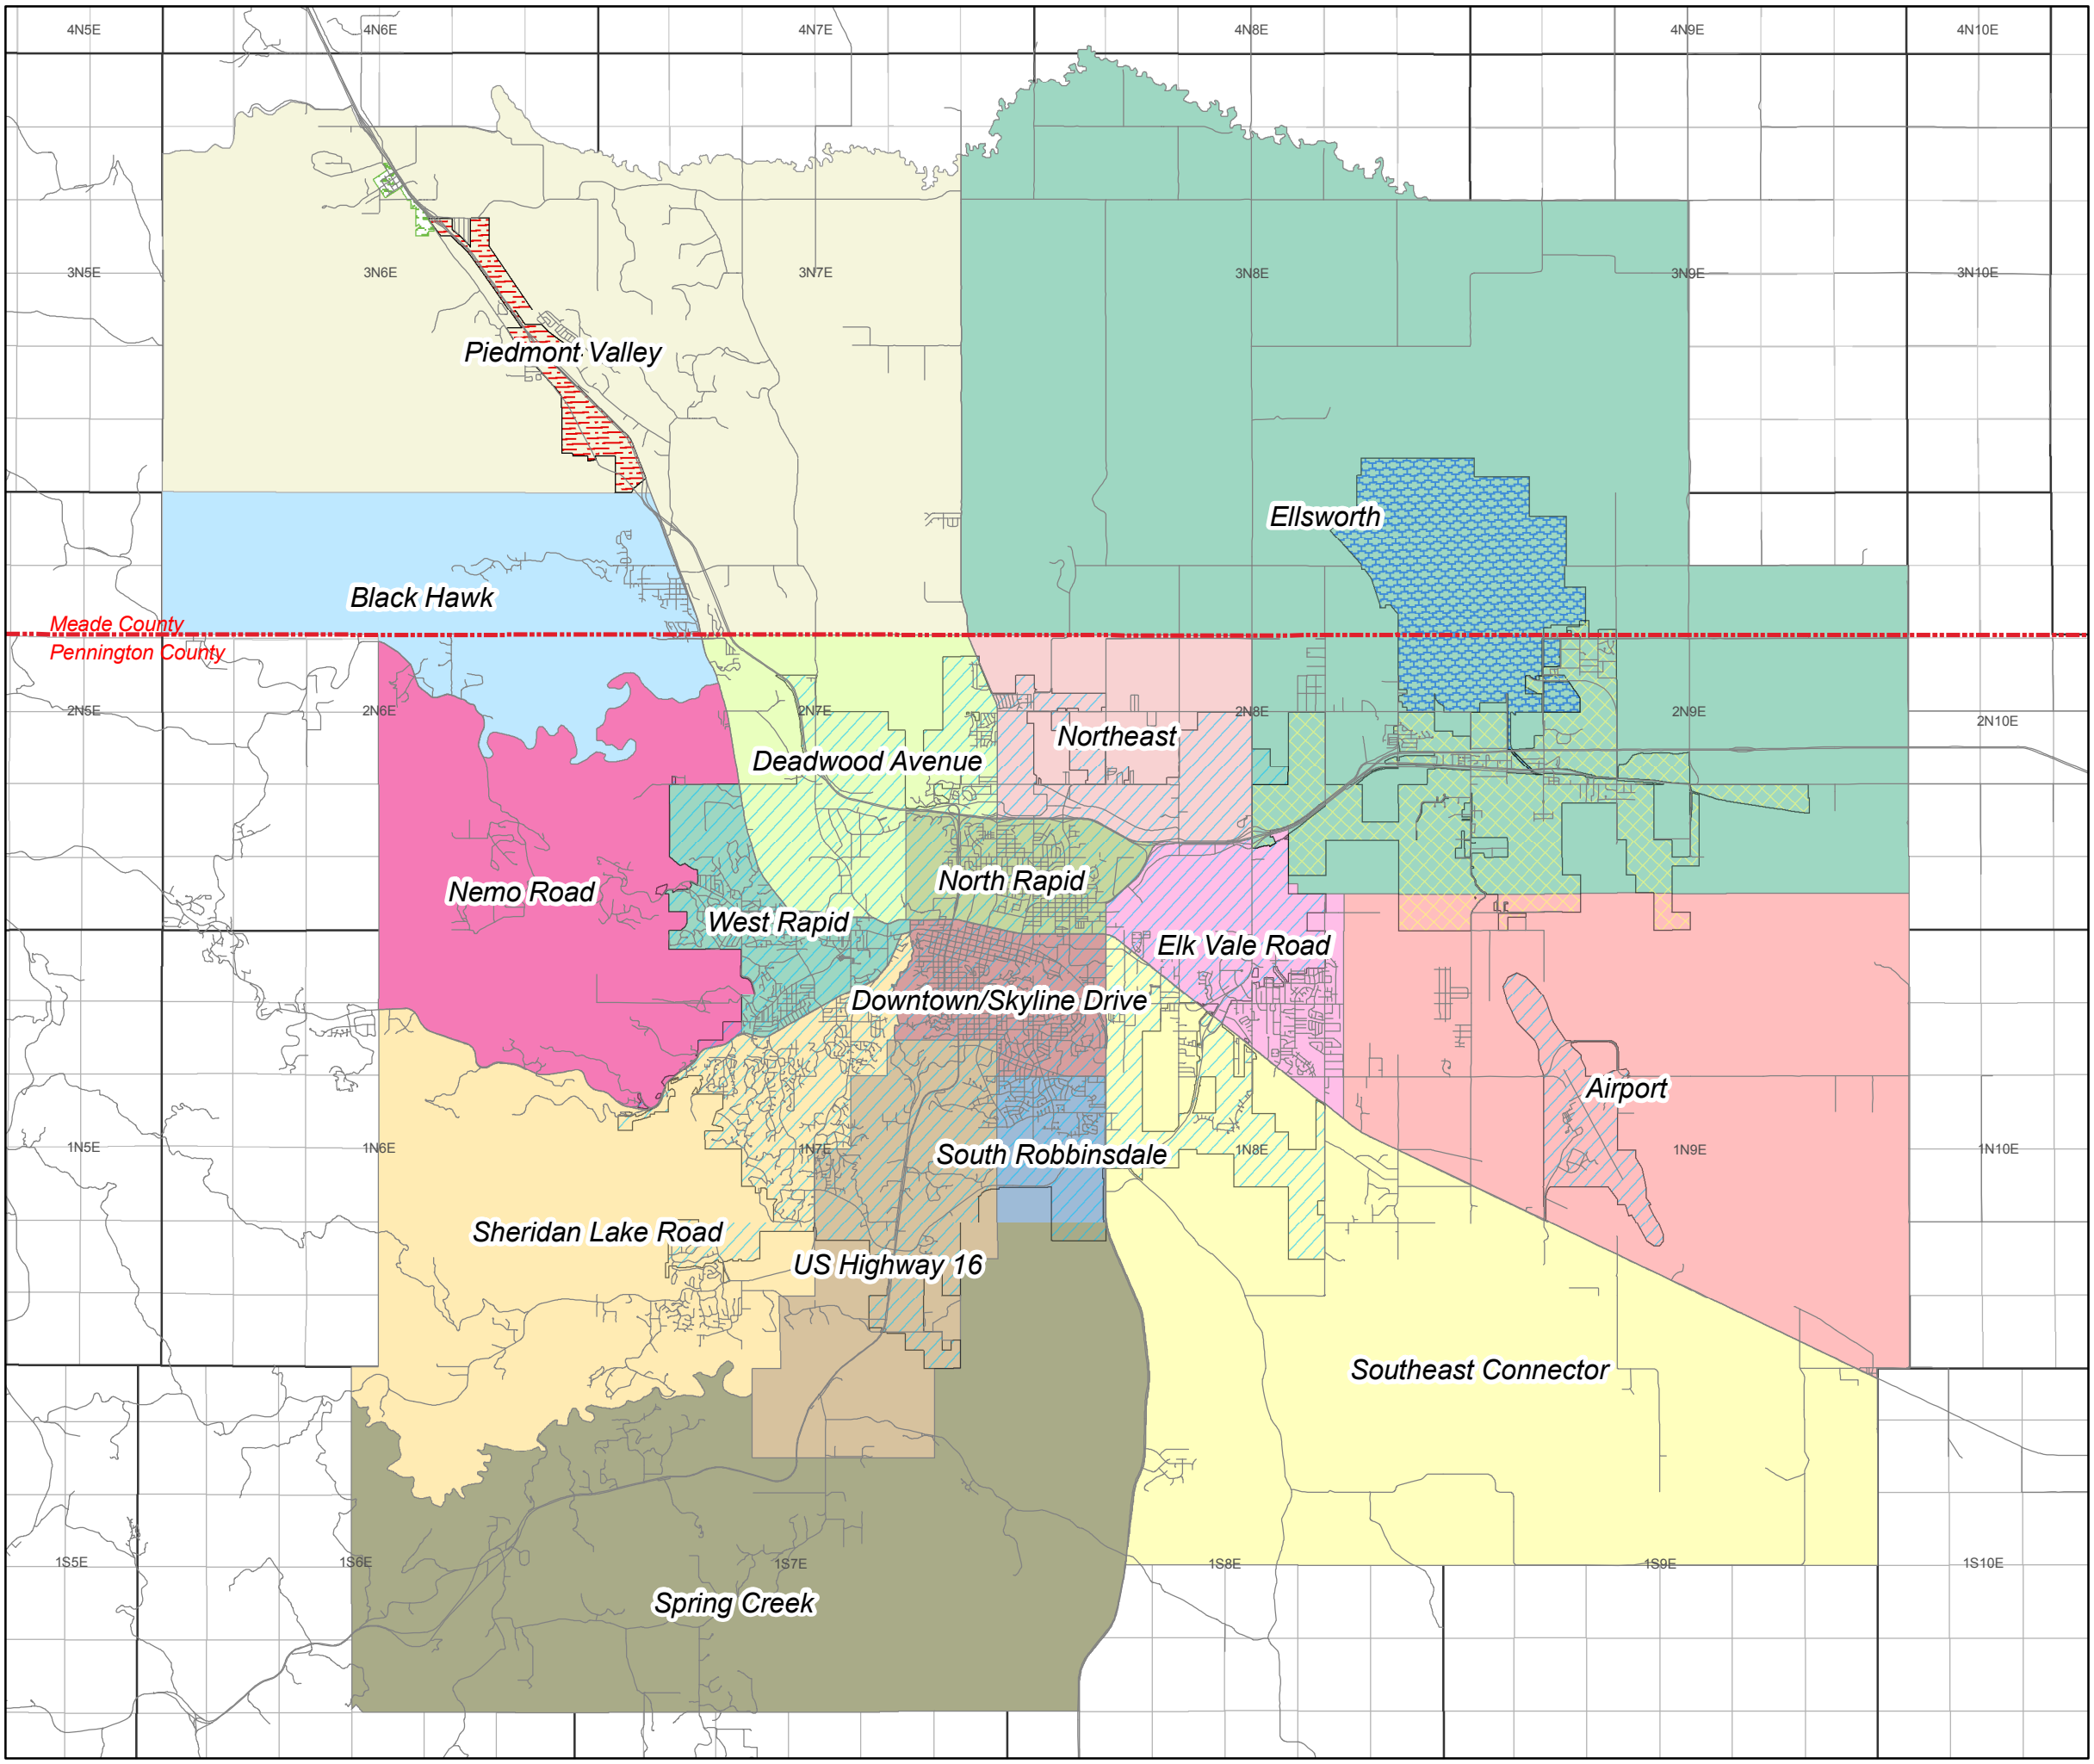 4N5E
4N6E
4N7E
4N8E
4N9E
4N10E
3N5E
3N6E
3N7E
3N8E
3N9E
3N10E
Piedmont Valley
Ellsworth
Black Hawk
Meade County
Pennington County
2N5E
2N6E
2N7E
2N8E
2N9E
2N10E
Northeast
Deadwood Avenue
North Rapid
Nemo Road
West Rapid
Elk Vale Road
Downtown/Skyline Drive
Airport
1N5E
1N6E
1N7E
1N8E
1N9E
1N10E
South Robbinsdale
Sheridan Lake Road
US Highway 16
Southeast Connector
1S5E
1S6E
1S7E
1S8E
1S9E
1S10E
Spring Creek